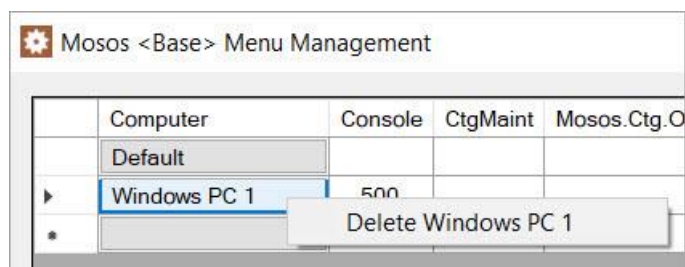 Mosos <Base> Menu Management
Computer Console CtgMaint Mosos.Ctg.O
Default
Windows PC 1 500
Delete Windows PC 1